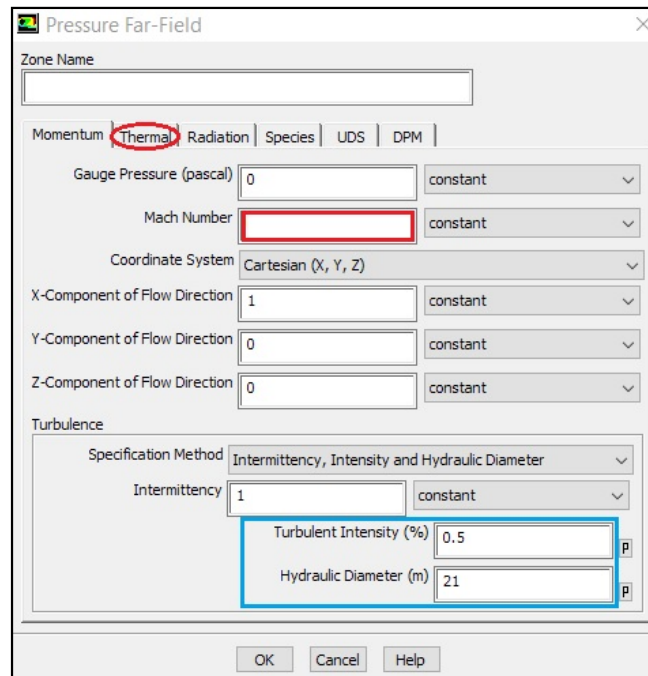 Pressure Far-Field
Zone Name
Momentum Thermal Radiation Species UDS DPM
Gauge Pressure (pascal) 0 constant
Mach Number constant
Coordinate System Cartesian (X, Y, Z)
X-Component of Flow Direction 1 constant
Y-Component of Flow Direction 0 constant
Z-Component of Flow Direction 0 constant
Turbulence
Specification Method Intermittency, Intensity and Hydraulic Diameter
Intermittency 1 constant
Turbulent Intensity (%) 0.5 P
Hydraulic Diameter (m) 21 P
OK Cancel Help